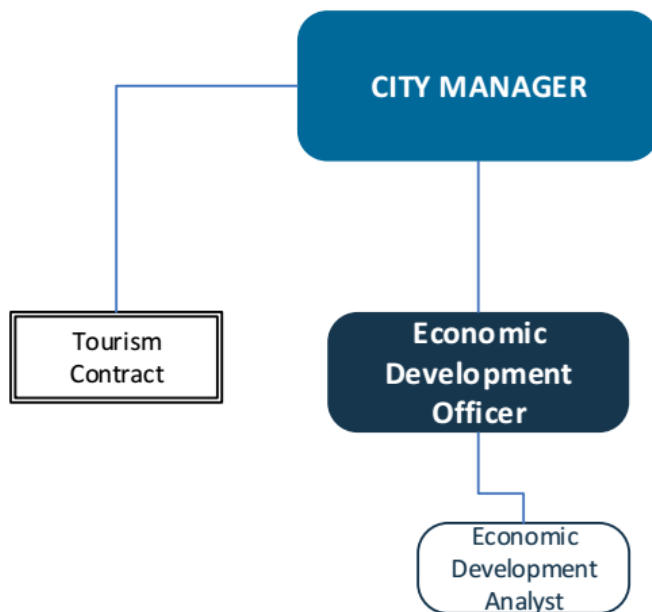 CITY MANAGER
Tourism
Contract
Economic
Development
Officer
Economic
Development
Analyst